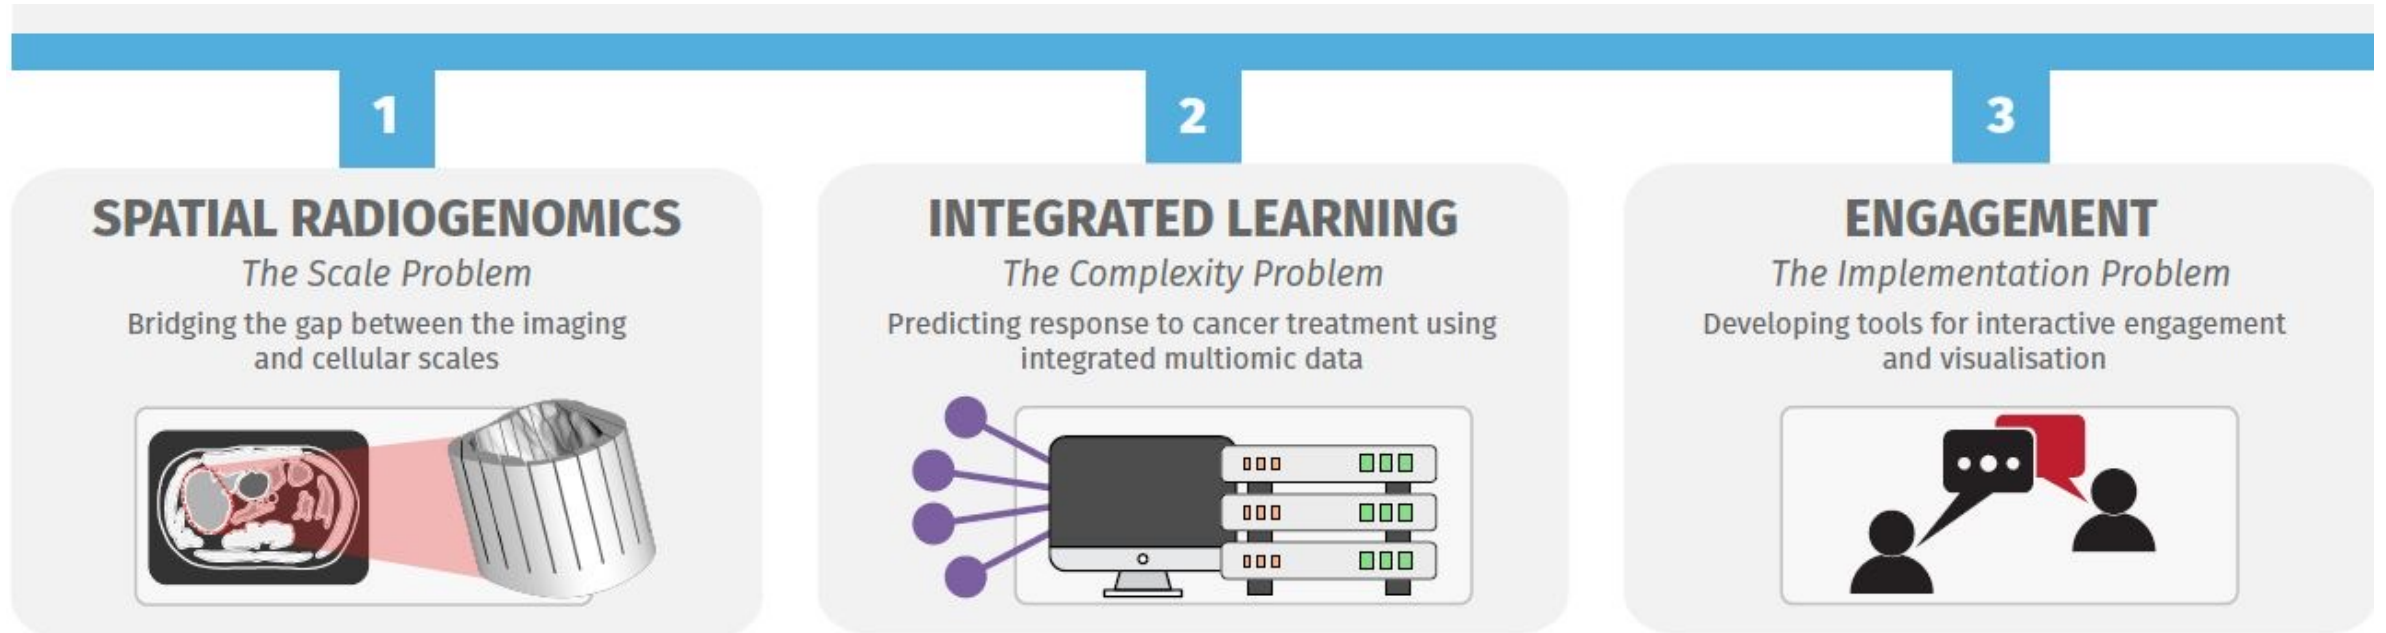 1
SPATIAL RADIOGENOMICS
The Scale Problem
Bridging the gap between the imaging
and cellular scales
2
INTEGRATED LEARNING
The Complexity Problem
Predicting response to cancer treatment using
integrated multiomic data
3
ENGAGEMENT
The Implementation Problem
Developing tools for interactive engagement
and visualisation